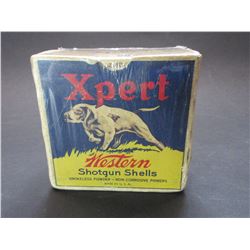 Xpert
Western
Shotgun Shells
SMOKELESS POWDER - NON-CORROSIVE PRIMERS
MADE IN U.S.A.